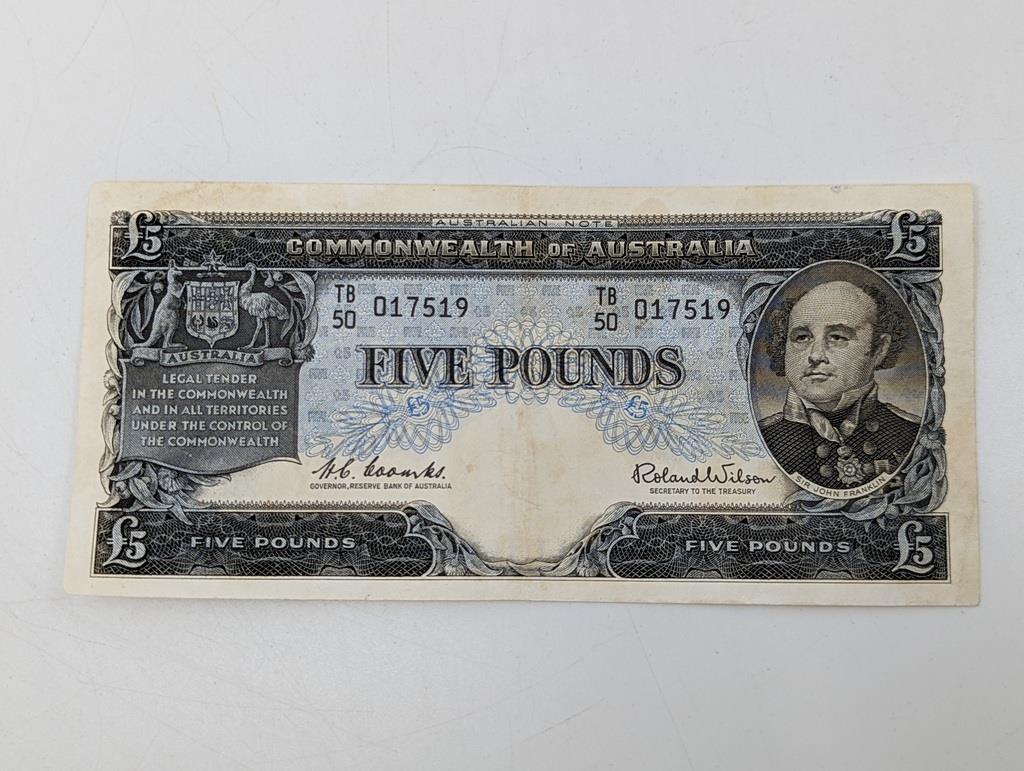 AUSTRALIAN NOTE
£5 COMMONWEALTH OF AUSTRALIA £5
TB 50 017519
TB 50 017519
AUSTRALIA
FIVE POUNDS
LEGAL TENDER
IN THE COMMONWEALTH
AND IN ALL TERRITORIES
UNDER THE CONTROL OF
THE COMMONWEALTH
£5 £5
H.C. Coombs.
GOVERNOR, RESERVE BANK OF AUSTRALIA
Roland Wilson
SECRETARY TO THE TREASURY
SIR JOHN FRANKLIN
£5 FIVE POUNDS
FIVE POUNDS £5